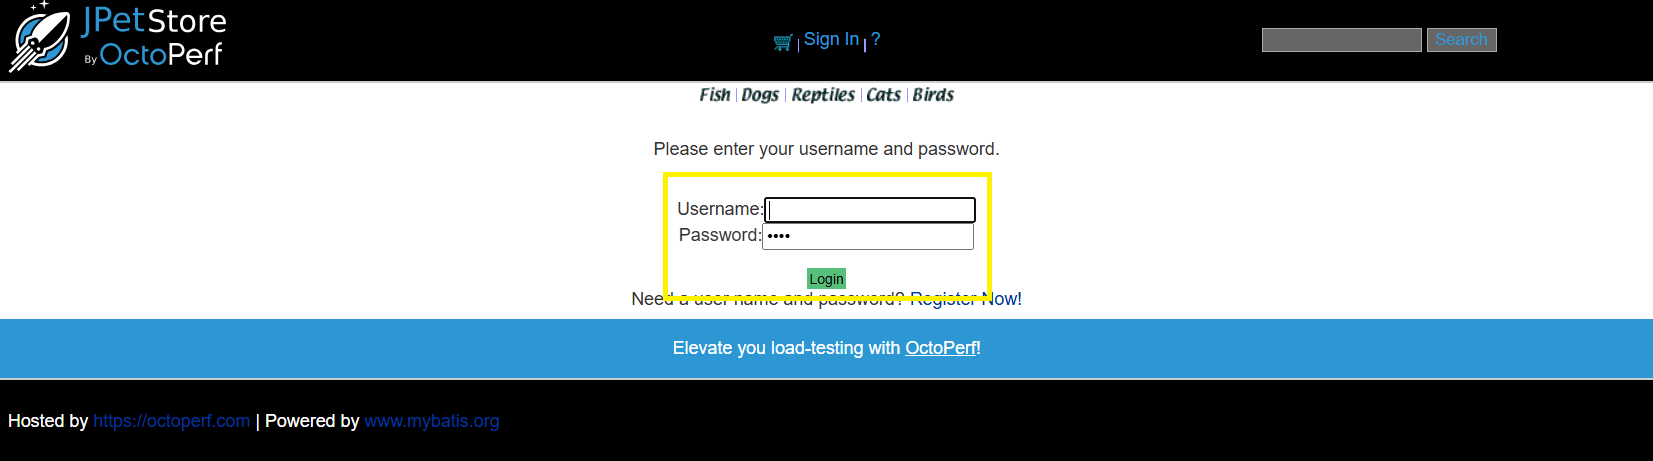 JPetStore
By OctoPerf
Sign In | ?
Search
Fish | Dogs | Reptiles | Cats | Birds
Please enter your username and password.
Username:
Password:••••
Login
Need a user name and password? Register Now!
Elevate you load-testing with OctoPerf!
Hosted by https://octoperf.com | Powered by www.mybatis.org